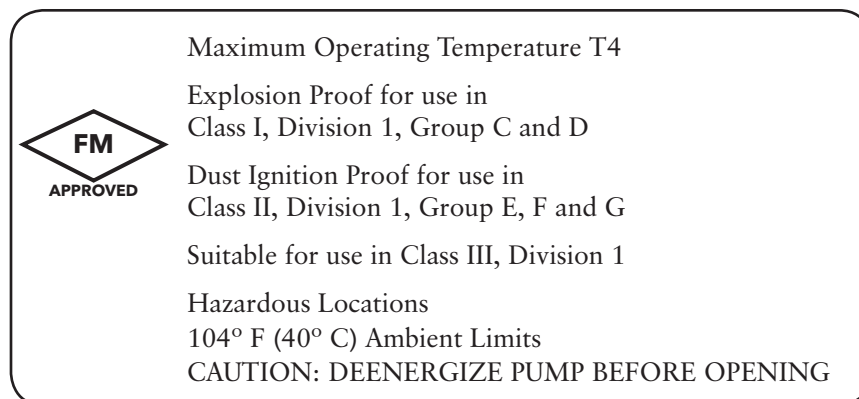 Maximum Operating Temperature T4
Explosion Proof for use in
Class I, Division 1, Group C and D
FM
APPROVED
Dust Ignition Proof for use in
Class II, Division 1, Group E, F and G
Suitable for use in Class III, Division 1
Hazardous Locations
104º F (40º C) Ambient Limits
CAUTION: DEENERGIZE PUMP BEFORE OPENING